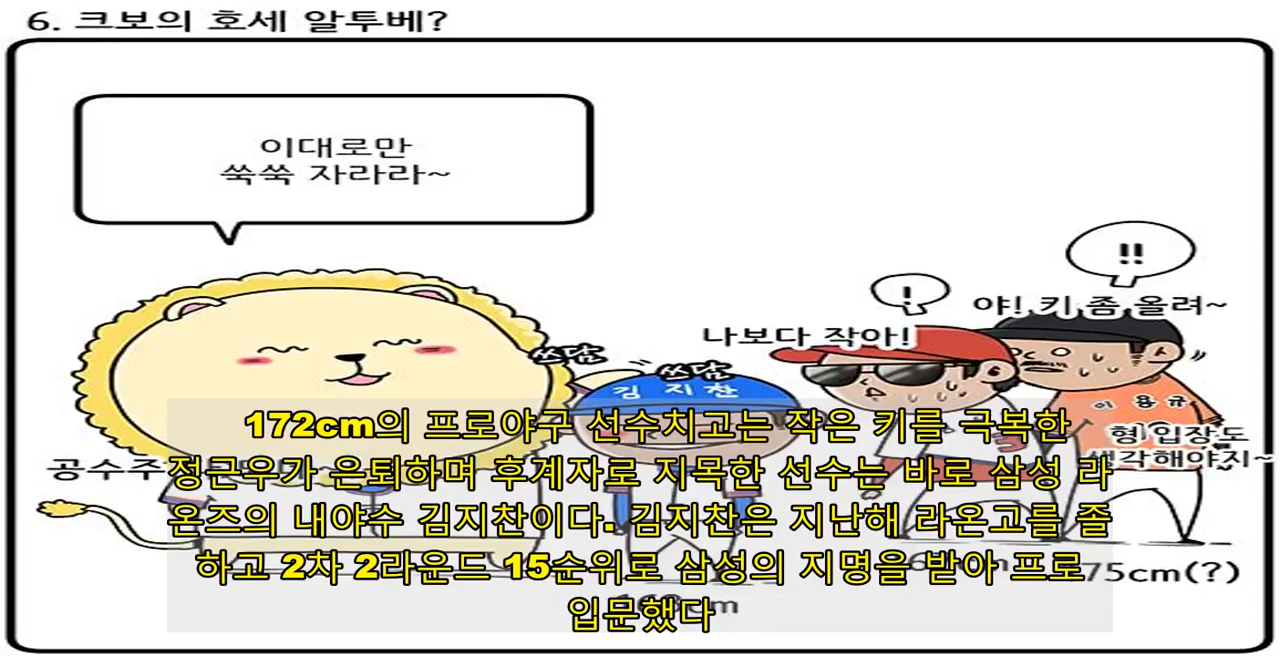 6. 크보의 호세 알투베?
이대로만
쑥쑥 자라라~
!!
!
야! 키 좀 올려~
나보다 작아!
쓰담
쓰담
김 지 찬
이 용 규
형 입장도
생각해야지~
공수주
172cm의 프로야구 선수치고는 작은 키를 극복한
정근우가 은퇴하며 후계자로 지목한 선수는 바로 삼성 라
온즈의 내야수 김지찬이다. 김지찬은 지난해 라온고를 졸
하고 2차 2라운드 15순위로 삼성의 지명을 받아 프로
입문했다
75cm(?)